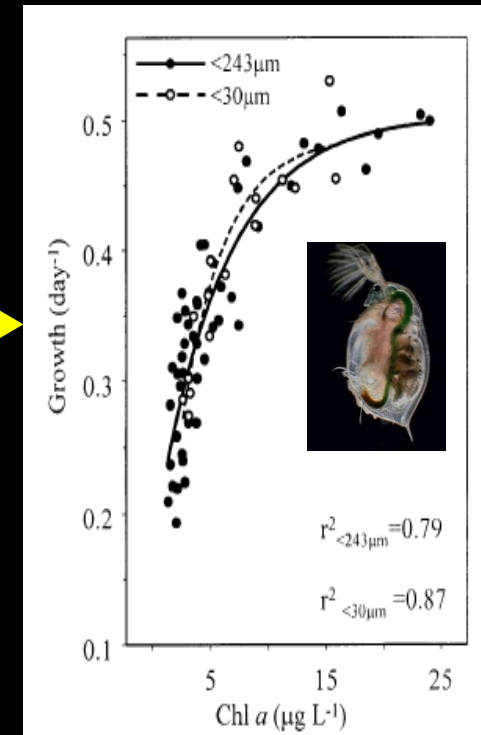 <243μm
<30μm
0.5
0.4
0.3
0.2
0.1
Growth (day⁻¹)
r² <243μm=0.79
r² <30μm =0.87
5 15 25
Chl a (μg L⁻¹)